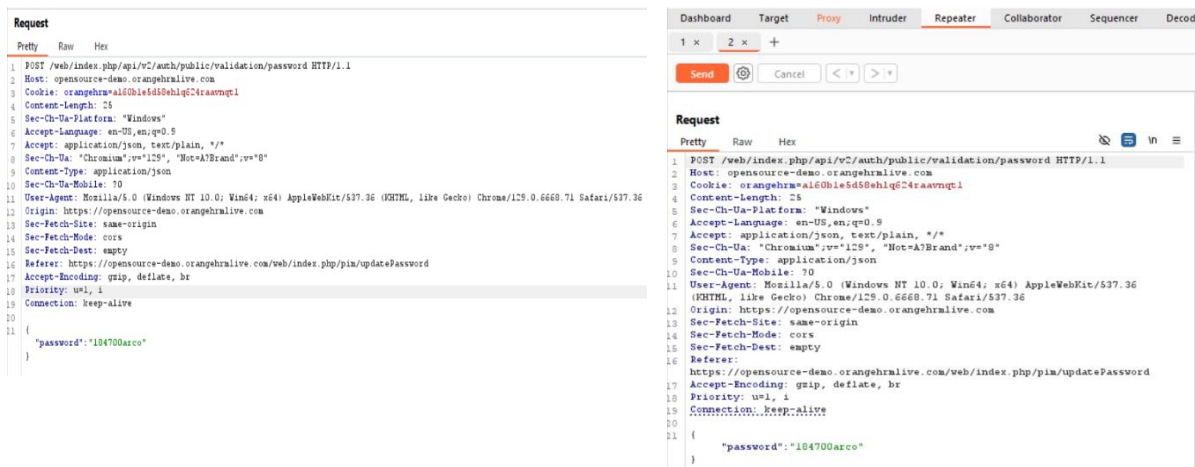 Request
Pretty Raw Hex
1 POST /web/index.php/api/v2/auth/public/validation/password HTTP/1.1
2 Host: opensource-demo.orangehrmlive.com
3 Cookie: orangehrm=a160b1e5d58eh1q624raavnqtl
4 Content-Length: 25
5 Sec-Ch-Ua-Platform: "Windows"
6 Accept-Language: en-US,en;q=0.9
7 Accept: application/json, text/plain, */*
8 Sec-Ch-Ua: "Chromium";v="129", "Not=A?Brand";v="8"
9 Content-Type: application/json
10 Sec-Ch-Ua-Mobile: ?0
11 User-Agent: Mozilla/5.0 (Windows NT 10.0; Win64; x64) AppleWebKit/537.36 (KHTML, like Gecko) Chrome/129.0.6668.71 Safari/537.36
12 Origin: https://opensource-demo.orangehrmlive.com
13 Sec-Fetch-Site: same-origin
14 Sec-Fetch-Mode: cors
15 Sec-Fetch-Dest: empty
16 Referer: https://opensource-demo.orangehrmlive.com/web/index.php/pim/updatePassword
17 Accept-Encoding: gzip, deflate, br
18 Priority: u=1, i
19 Connection: keep-alive
20
21 {
"password":"184700arco"
}
Dashboard Target Proxy Intruder Repeater Collaborator Sequencer Decod
1 × 2 × +
Send Cancel < >
Request
Pretty Raw Hex \n
1 POST /web/index.php/api/v2/auth/public/validation/password HTTP/1.1
2 Host: opensource-demo.orangehrmlive.com
3 Cookie: orangehrm=a160b1e5d58eh1q624raavnqtl
4 Content-Length: 25
5 Sec-Ch-Ua-Platform: "Windows"
6 Accept-Language: en-US,en;q=0.9
7 Accept: application/json, text/plain, */*
8 Sec-Ch-Ua: "Chromium";v="129", "Not=A?Brand";v="8"
9 Content-Type: application/json
10 Sec-Ch-Ua-Mobile: ?0
11 User-Agent: Mozilla/5.0 (Windows NT 10.0; Win64; x64) AppleWebKit/537.36
(KHTML, like Gecko) Chrome/129.0.6668.71 Safari/537.36
12 Origin: https://opensource-demo.orangehrmlive.com
13 Sec-Fetch-Site: same-origin
14 Sec-Fetch-Mode: cors
15 Sec-Fetch-Dest: empty
16 Referer:
https://opensource-demo.orangehrmlive.com/web/index.php/pim/updatePassword
17 Accept-Encoding: gzip, deflate, br
18 Priority: u=1, i
19 Connection: keep-alive
20
21 {
"password":"184700arco"
}